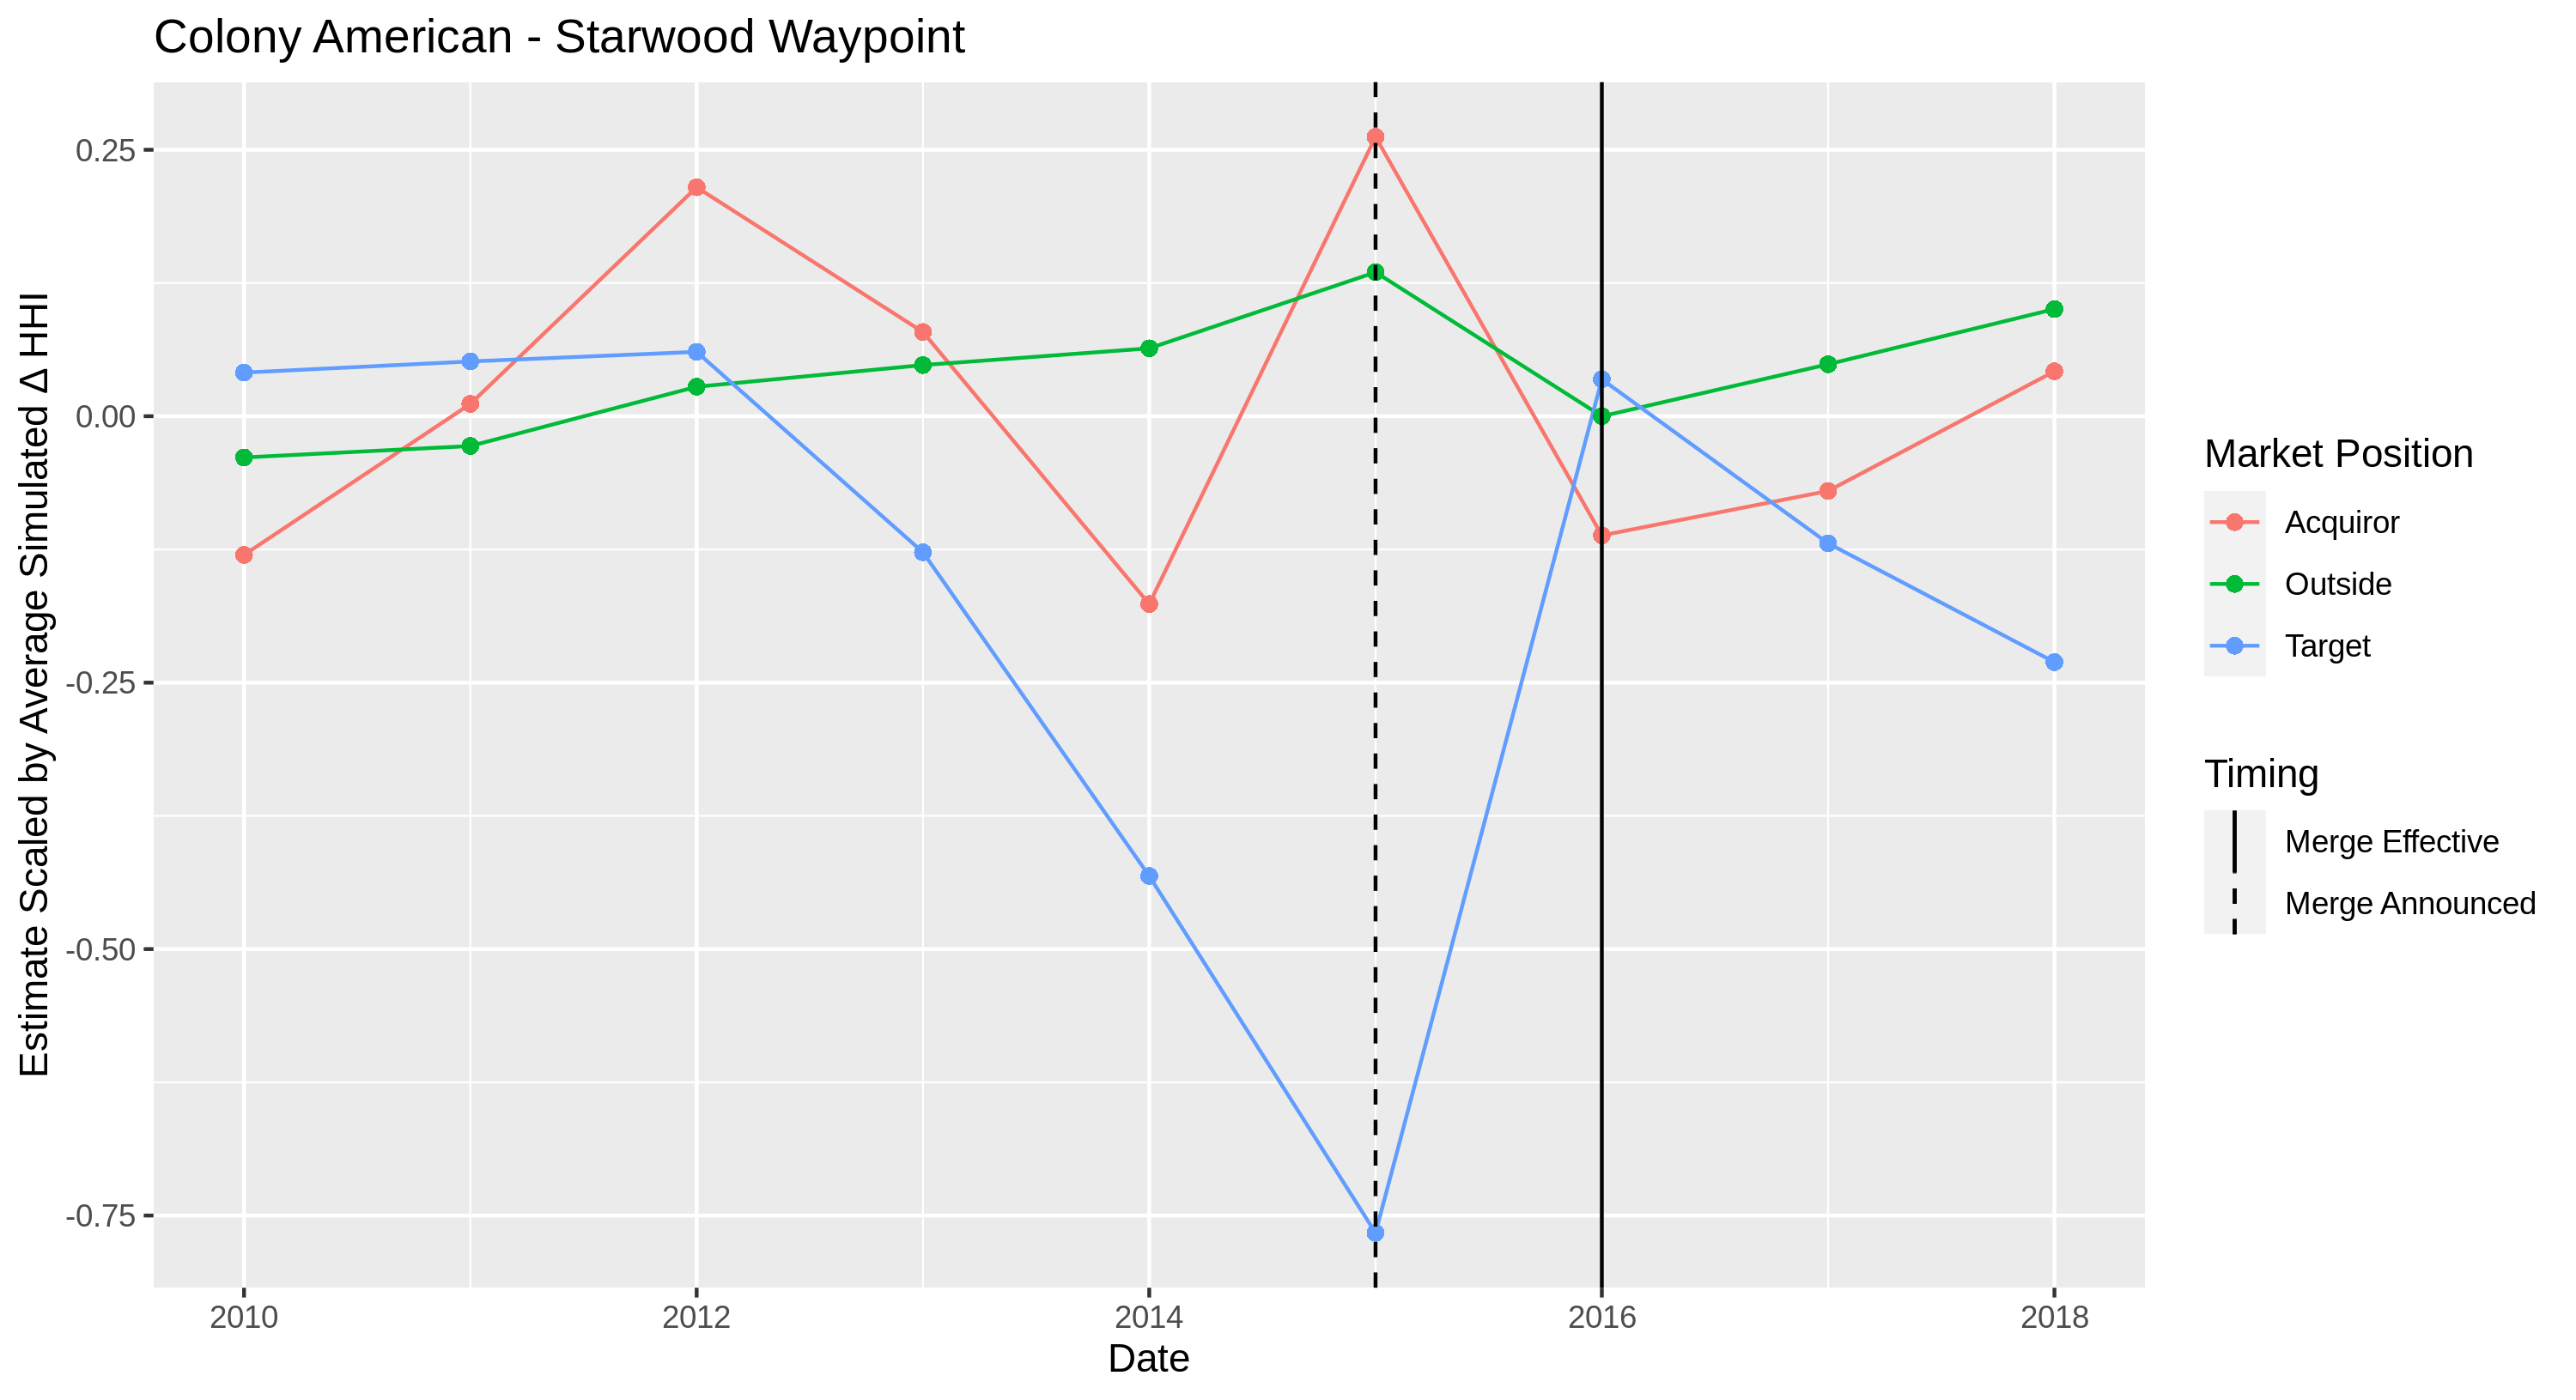 Colony American - Starwood Waypoint
Estimate Scaled by Average Simulated Δ HHI
0.25
0.00
-0.25
-0.50
-0.75
2010
2012
2014
2016
2018
Date
Market Position
Acquiror
Outside
Target
Timing
Merge Effective
Merge Announced